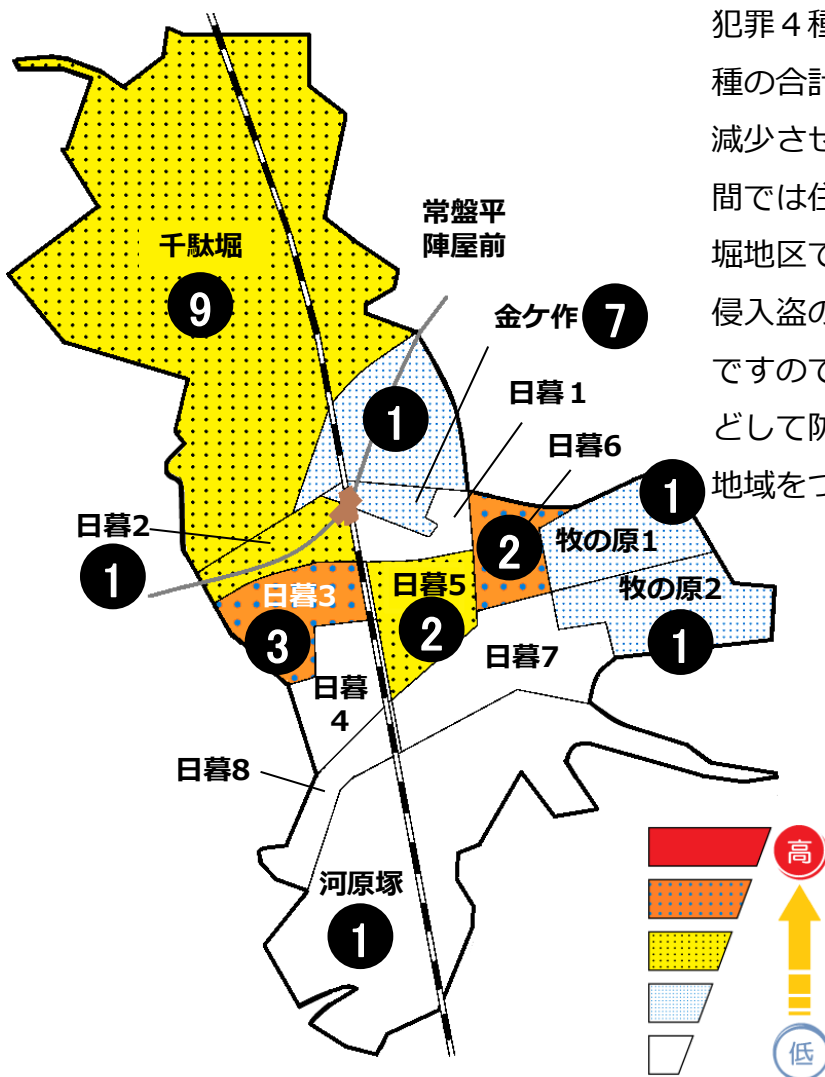 犯罪４種
種の合計
減少させ
間では住
堀地区で
侵入盗の
ですので
どして防
地域をつ
千駄堀
9
常盤平
陣屋前
金ケ作 7
1
日暮１
日暮6
2
1
牧の原1
牧の原2
1
日暮2
1
日暮3
3
日暮5
2
日暮7
日暮
4
日暮8
河原塚
1
高
低